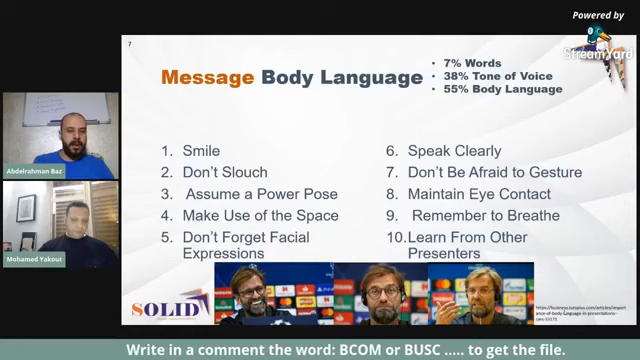 Powered by
StreamYard
7
Message Body Language
• 7% Words
• 38% Tone of Voice
• 55% Body Language
1. Smile
2. Don't Slouch
3. Assume a Power Pose
4. Make Use of the Space
5. Don't Forget Facial
Expressions
6. Speak Clearly
7. Don't Be Afraid to Gesture
8. Maintain Eye Contact
9. Remember to Breathe
10. Learn From Other
Presenters
Abdelrahman Baz
Mohamed Yakout
SOLID
Write in a comment the word: BCOM or BUSC ..... to get the file.